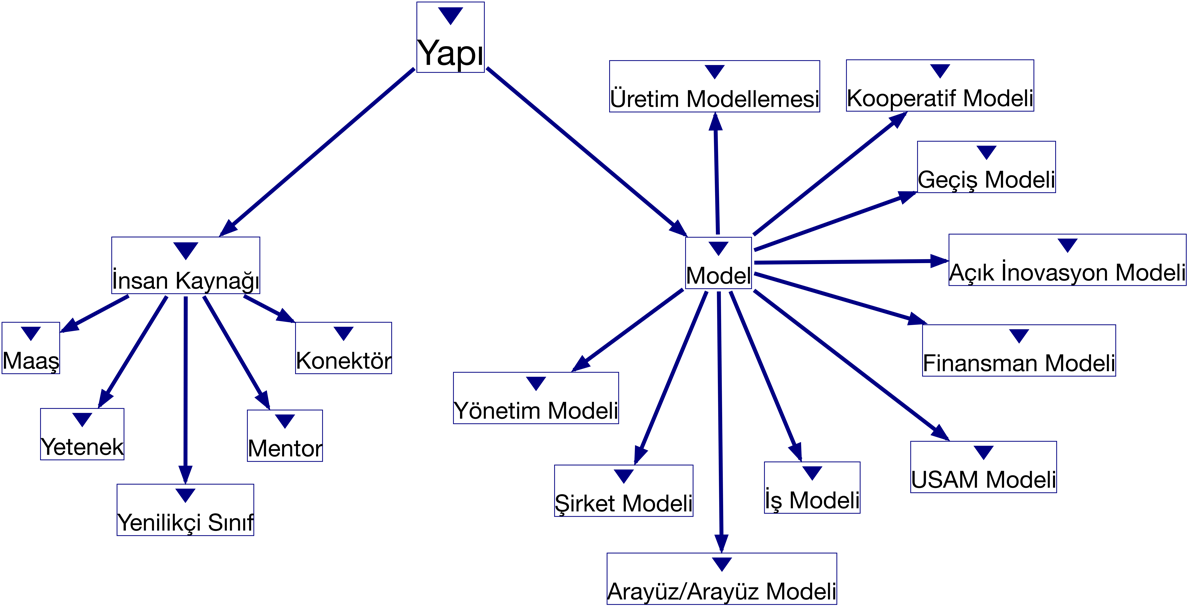 Yapı
Üretim Modellemesi
Kooperatif Modeli
Geçiş Modeli
İnsan Kaynağı
Model
Açık İnovasyon Modeli
Maaş
Konektör
Finansman Modeli
Yönetim Modeli
Yetenek
Mentor
USAM Modeli
Şirket Modeli
İş Modeli
Yenilikçi Sınıf
Arayüz/Arayüz Modeli